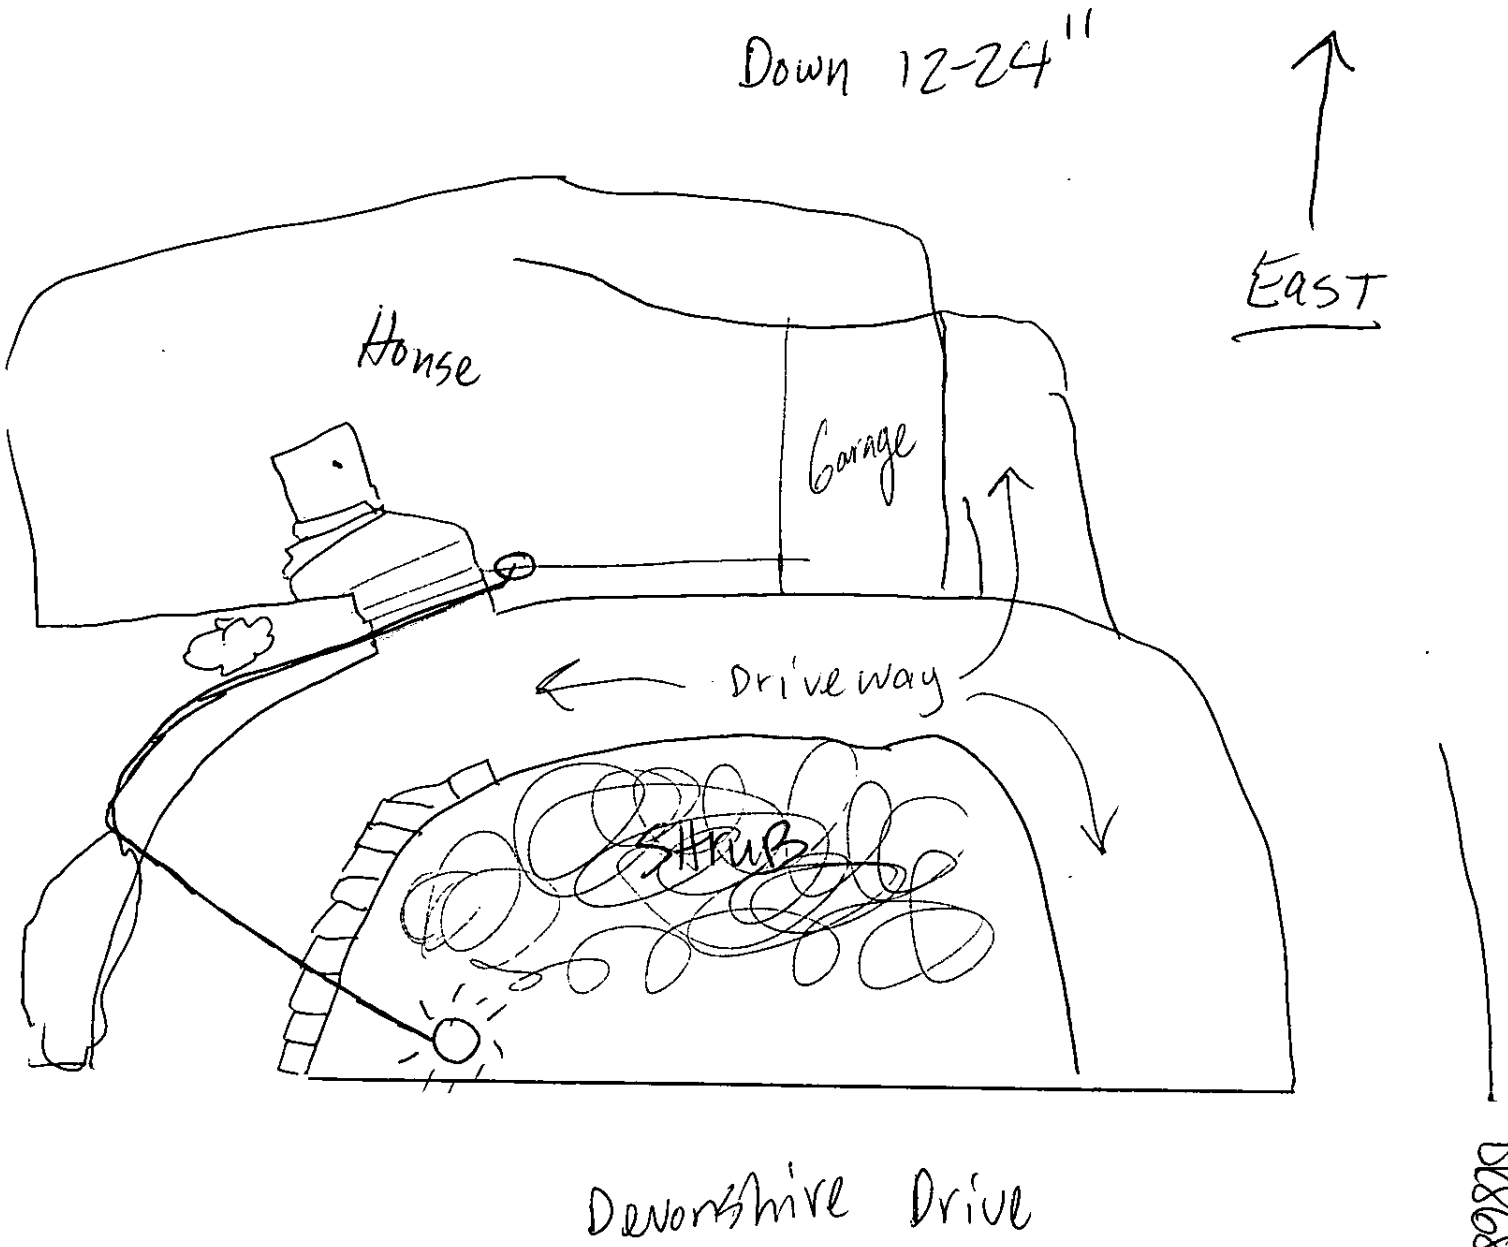 Down 12-24"
East
House
Garage
Driveway
SHruB
Devonshire Drive